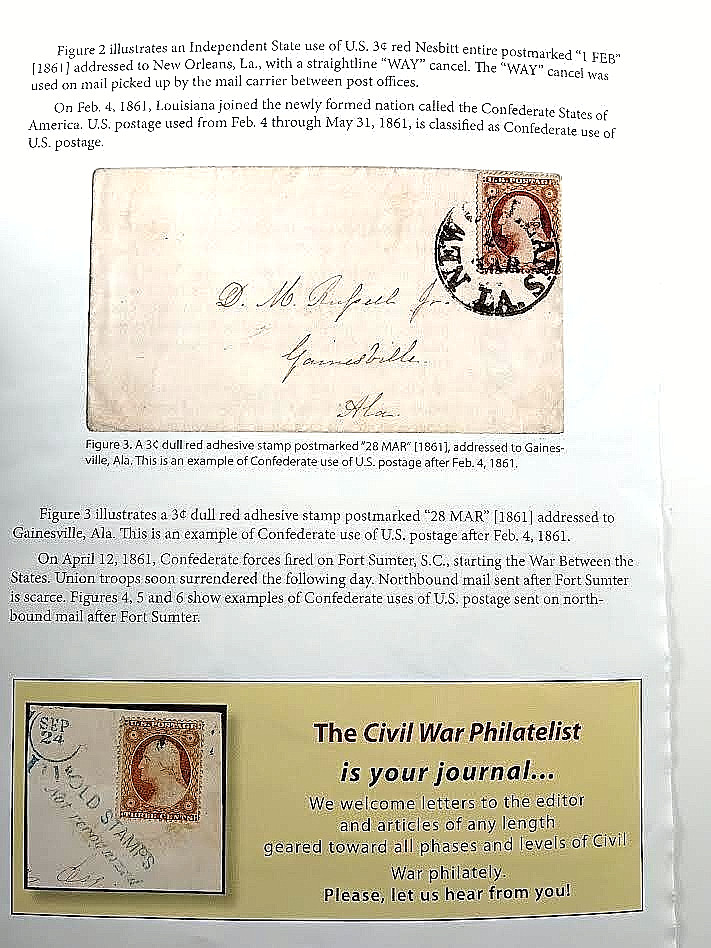 Figure 2 illustrates an Independent State use of U.S. 3¢ red Nesbitt entire postmarked “1 FEB”
[1861] addressed to New Orleans, La., with a straightline “WAY” cancel. The “WAY” cancel was
used on mail picked up by the mail carrier between post offices.
On Feb. 4, 1861, Louisiana joined the newly formed nation called the Confederate States of
America. U.S. postage used from Feb. 4 through May 31, 1861, is classified as Confederate use of
U.S. postage.
U.S. POSTAGE
NEW ORLEANS
MAR
D. M. Russell Jr.
Gainesville
Ala.
Figure 3. A 3¢ dull red adhesive stamp postmarked “28 MAR” [1861], addressed to Gaines-
ville, Ala. This is an example of Confederate use of U.S. postage after Feb. 4, 1861.
Figure 3 illustrates a 3¢ dull red adhesive stamp postmarked “28 MAR” [1861] addressed to
Gainesville, Ala. This is an example of Confederate use of U.S. postage after Feb. 4, 1861.
On April 12, 1861, Confederate forces fired on Fort Sumter, S.C., starting the War Between the
States. Union troops soon surrendered the following day. Northbound mail sent after Fort Sumter
is scarce. Figures 4, 5 and 6 show examples of Confederate uses of U.S. postage sent on north-
bound mail after Fort Sumter.
SEP
24
U.S. POSTAGE
THREE CENTS
OLD STAMPS
Not recognized
The Civil War Philatelist
is your journal...
We welcome letters to the editor
and articles of any length
geared toward all phases and levels of Civil
War philately.
Please, let us hear from you!